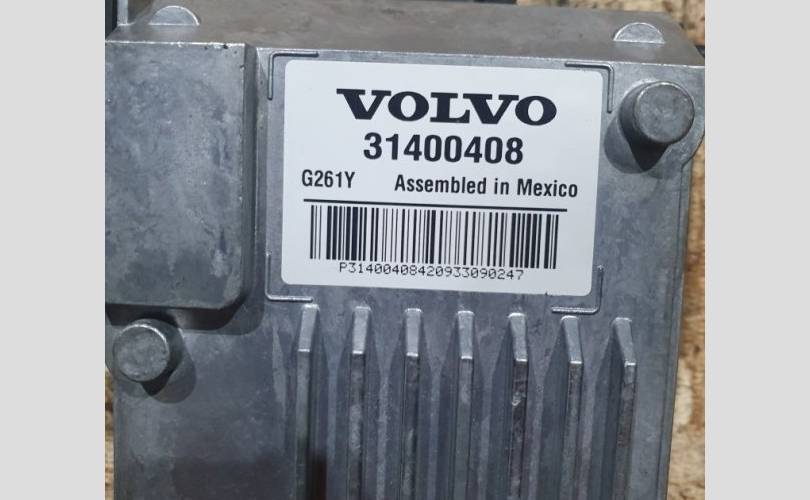 VOLVO
31400408
G261Y Assembled in Mexico
P31400408420933090247